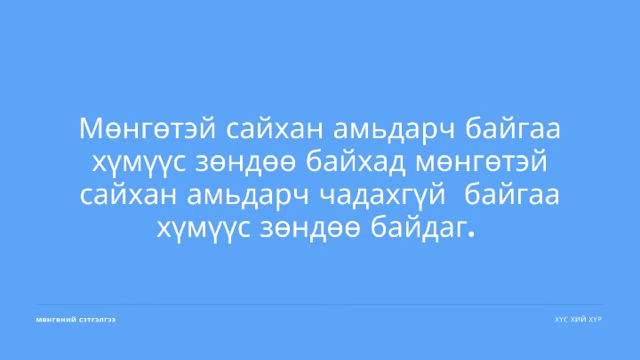 Мөнгөтэй сайхан амьдарч байгаа
хүмүүс зөндөө байхад мөнгөтэй
сайхан амьдарч чадахгүй байгаа
хүмүүс зөндөө байдаг.
мөнгөний сэтгэлгээ
ХҮС ХИЙ ХҮР